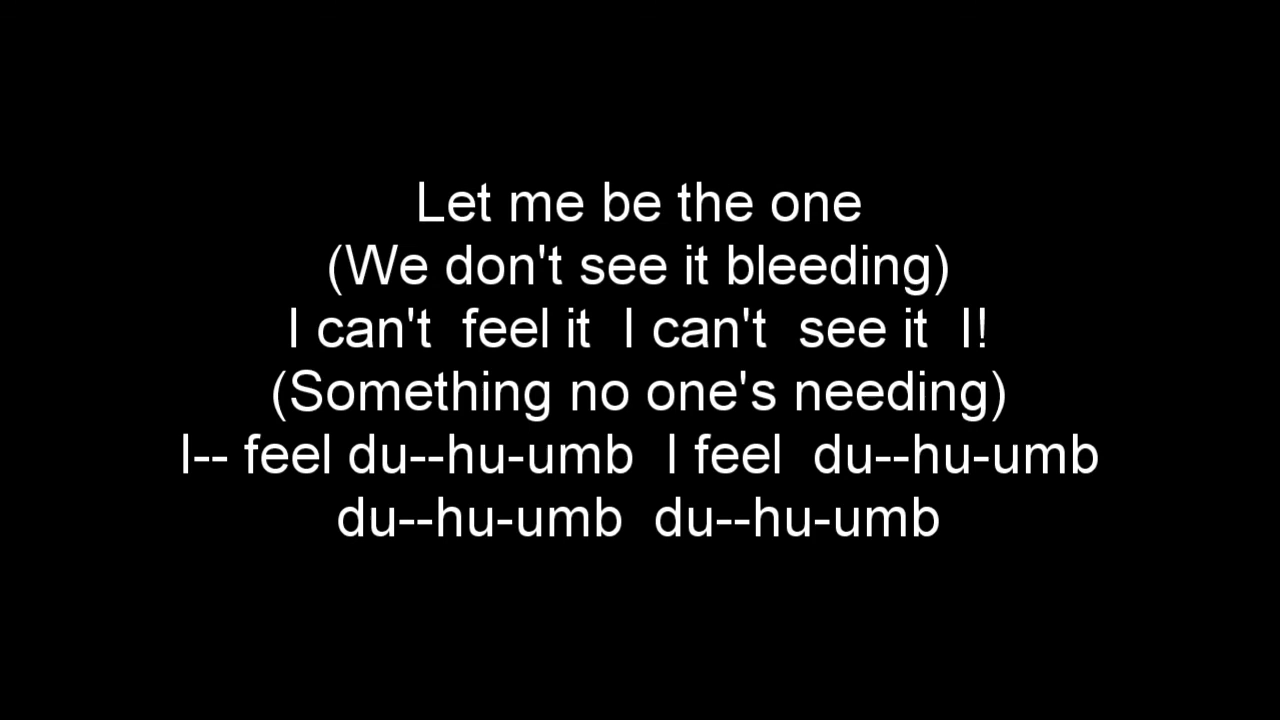 Let me be the one
(We don't see it bleeding)
I can't  feel it  I can't  see it  I!
(Something no one's needing)
I-- feel du--hu-umb  I feel  du--hu-umb
du--hu-umb  du--hu-umb